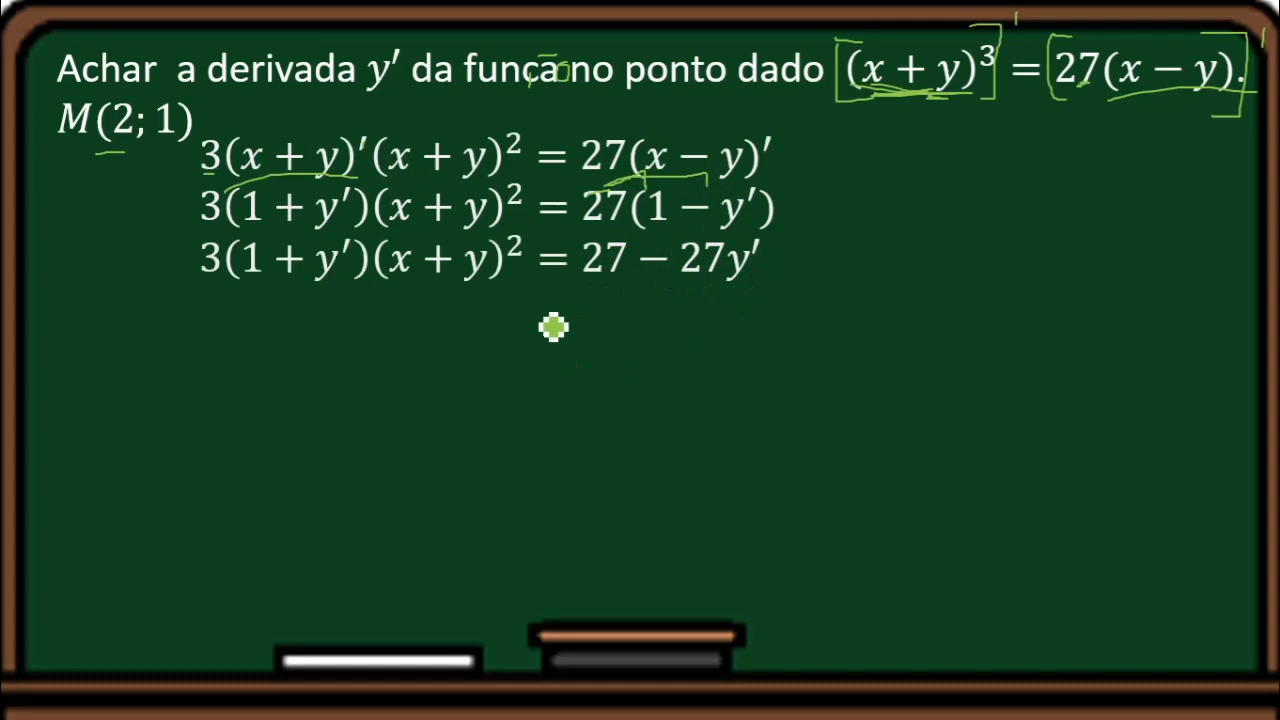 Achar a derivada y′ da função no ponto dado (x + y)³ = 27(x − y).
M(2; 1)
3(x + y)′(x + y)² = 27(x − y)′
3(1 + y′)(x + y)² = 27(1 − y′)
3(1 + y′)(x + y)² = 27 − 27y′